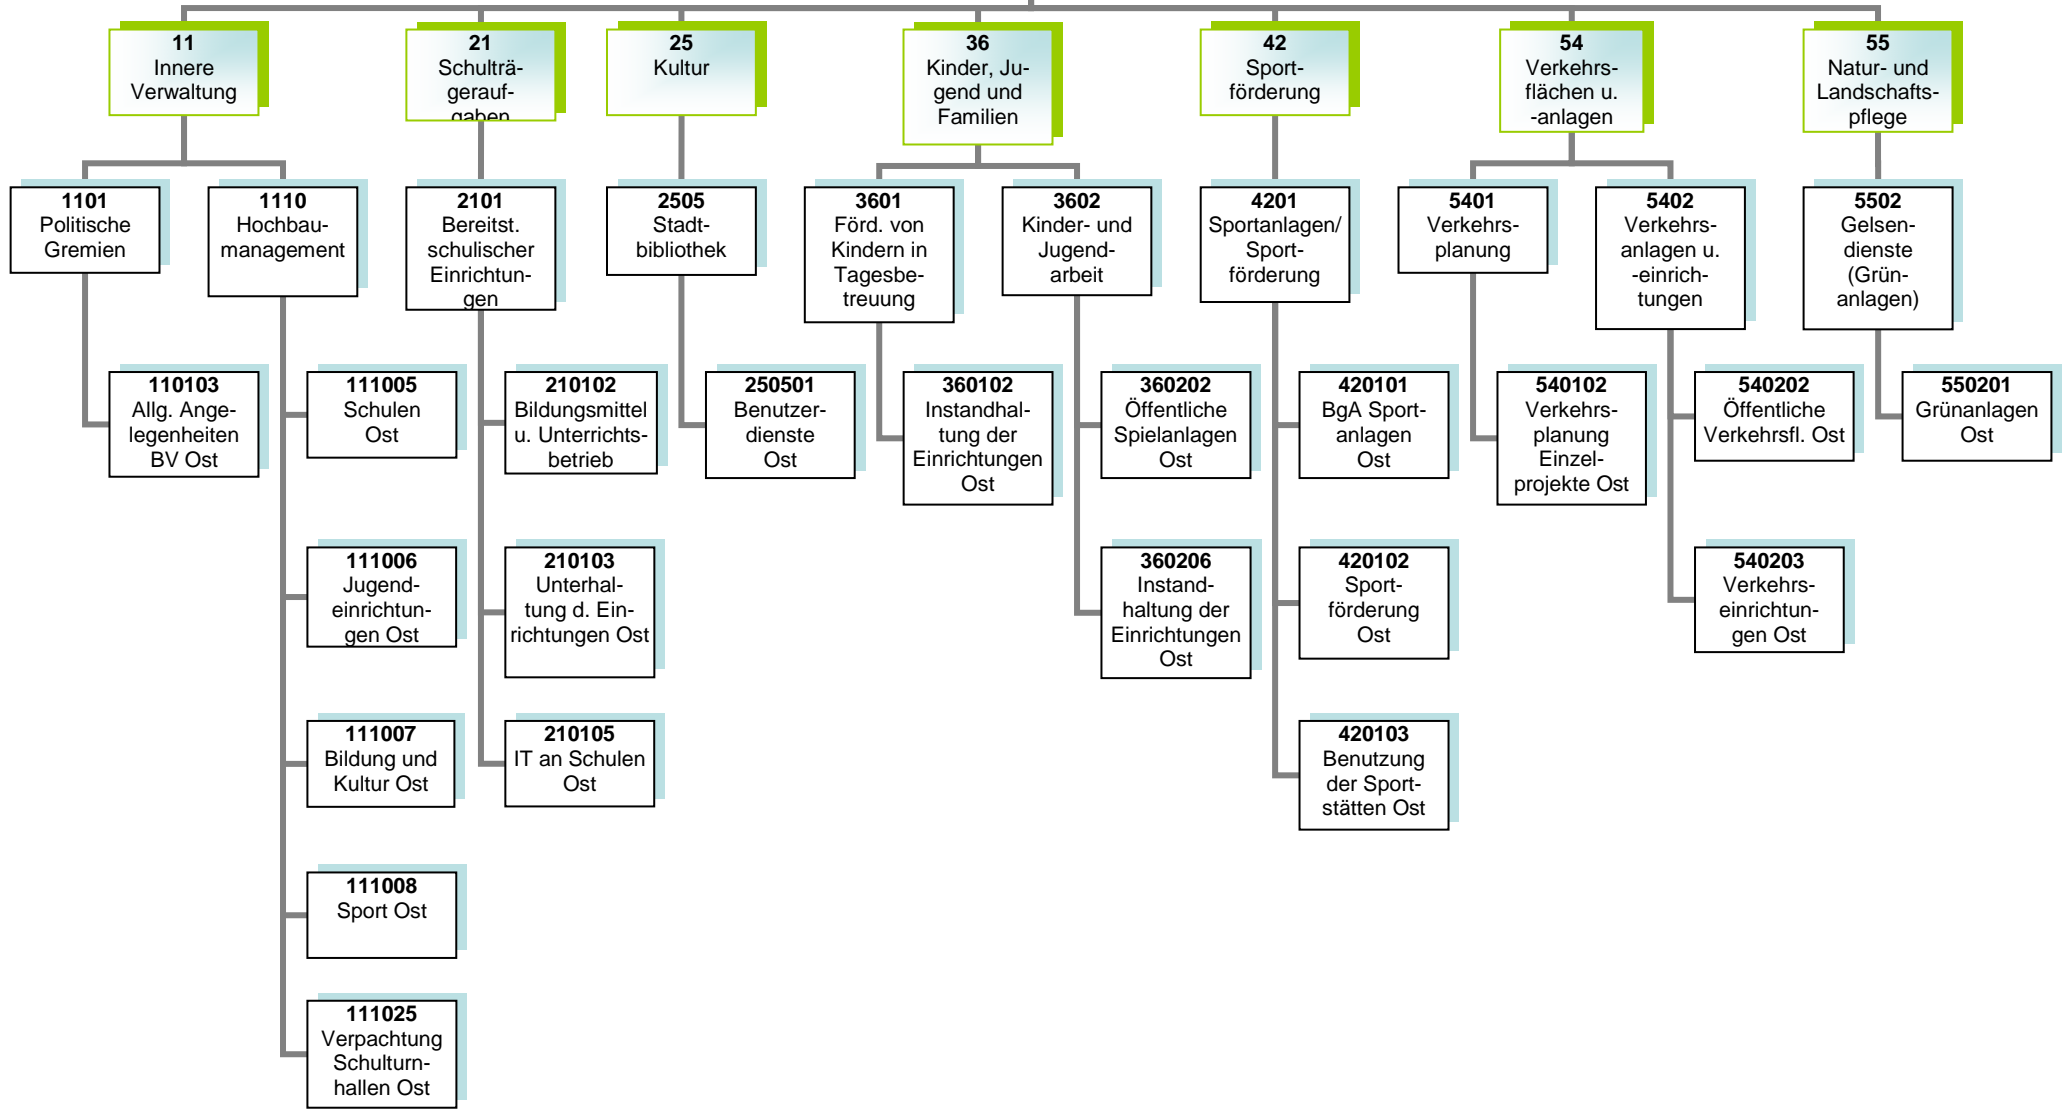 11
Innere
Verwaltung
21
Schulträ-
gerauf-
gaben
25
Kultur
36
Kinder, Ju-
gend und
Familien
42
Sport-
förderung
54
Verkehrs-
flächen u.
-anlagen
55
Natur- und
Landschafts-
pflege
1101
Politische
Gremien
1110
Hochbau-
management
2101
Bereitst.
schulischer
Einrichtun-
gen
2505
Stadt-
bibliothek
3601
Förd. von
Kindern in
Tagesbe-
treuung
3602
Kinder- und
Jugend-
arbeit
4201
Sportanlagen/
Sport-
förderung
5401
Verkehrs-
planung
5402
Verkehrs-
anlagen u.
-einrich-
tungen
5502
Gelsen-
dienste
(Grün-
anlagen)
110103
Allg. Ange-
legenheiten
BV Ost
111005
Schulen
Ost
210102
Bildungsmittel
u. Unterrichts-
betrieb
250501
Benutzer-
dienste
Ost
360102
Instandhal-
tung der
Einrichtungen
Ost
360202
Öffentliche
Spielanlagen
Ost
420101
BgA Sport-
anlagen
Ost
540102
Verkehrs-
planung
Einzel-
projekte Ost
540202
Öffentliche
Verkehrsfl. Ost
550201
Grünanlagen
Ost
111006
Jugend-
einrichtun-
gen Ost
210103
Unterhal-
tung d. Ein-
richtungen Ost
360206
Instand-
haltung der
Einrichtungen
Ost
420102
Sport-
förderung
Ost
540203
Verkehrs-
einrichtun-
gen Ost
111007
Bildung und
Kultur Ost
210105
IT an Schulen
Ost
420103
Benutzung
der Sport-
stätten Ost
111008
Sport Ost
111025
Verpachtung
Schulturn-
hallen Ost